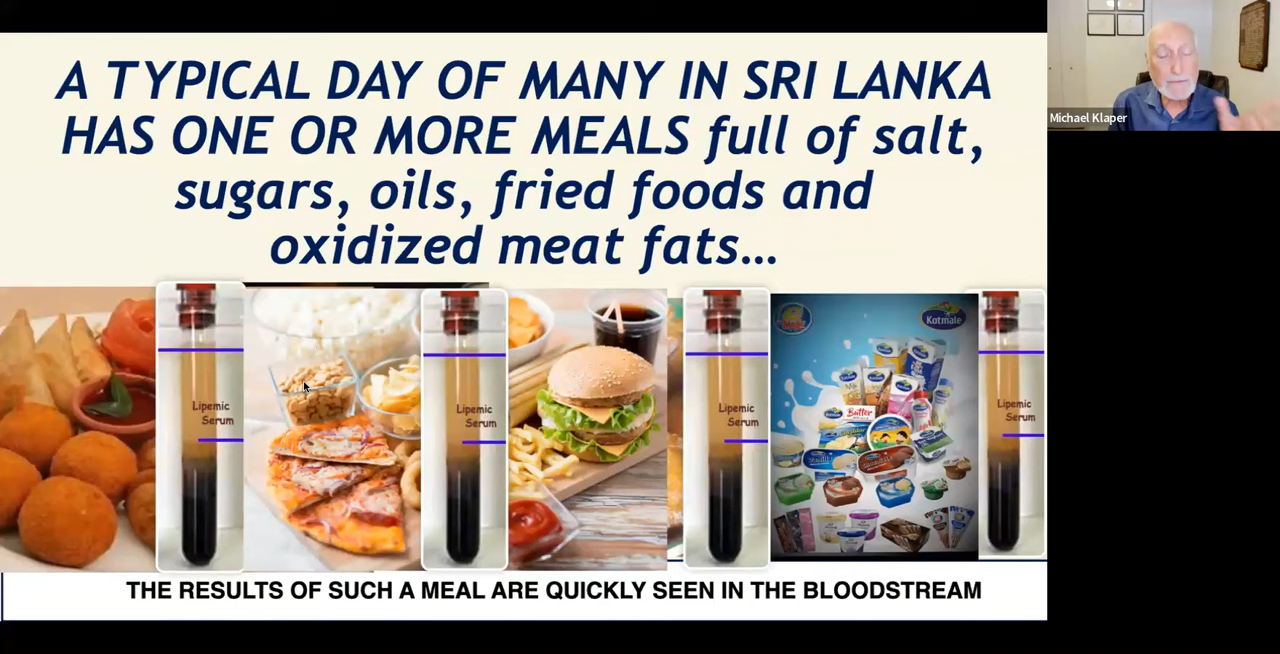 A TYPICAL DAY OF MANY IN SRI LANKA
HAS ONE OR MORE MEALS full of salt,
sugars, oils, fried foods and
oxidized meat fats...
Michael Klaper
Lipemic
Serum
Lipemic
Serum
Lipemic
Serum
Kotmale
Butter
Lipemic
Serum
THE RESULTS OF SUCH A MEAL ARE QUICKLY SEEN IN THE BLOODSTREAM